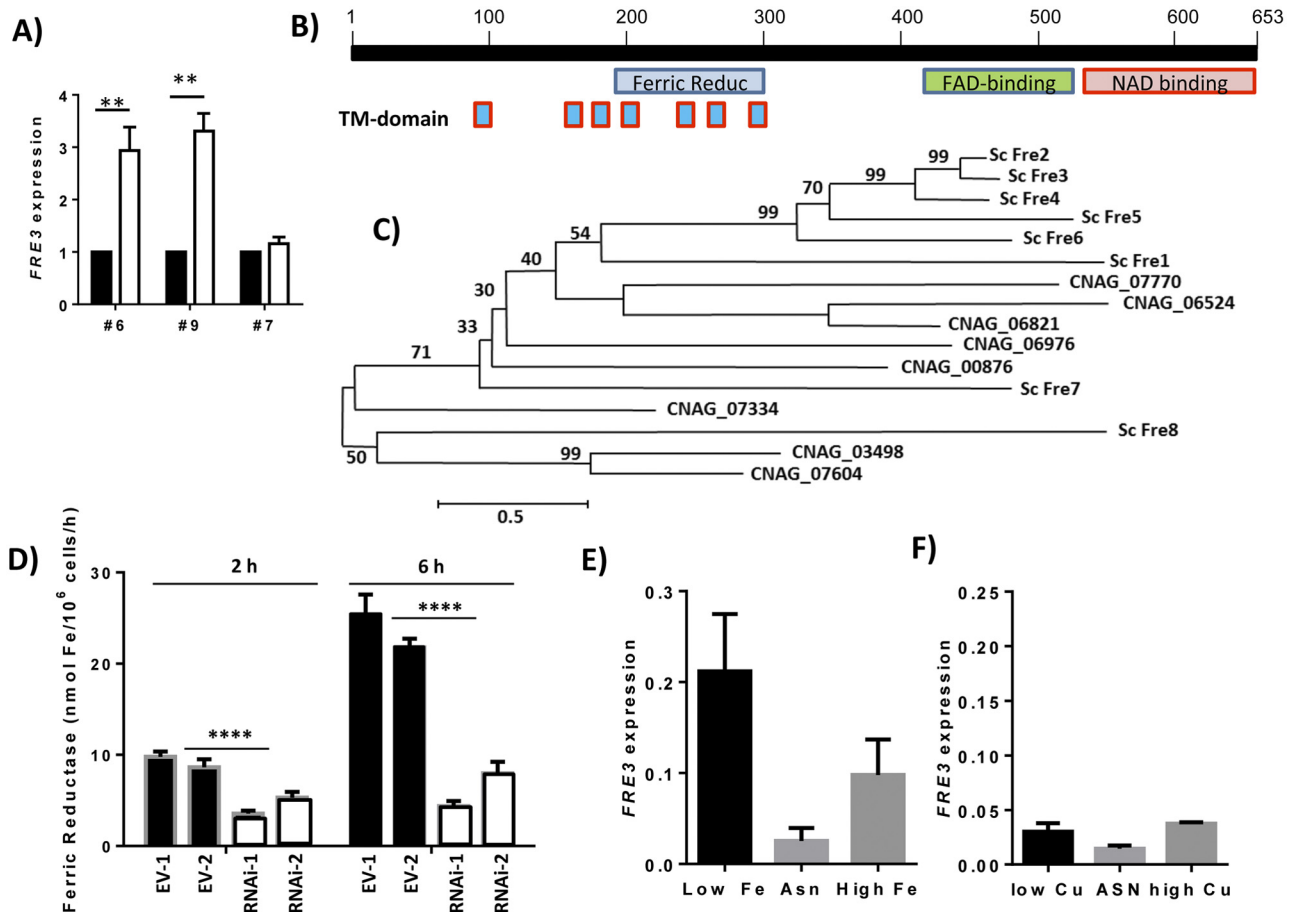 A)
4
3
2
1
0
FRE3 expression
**
**
#6
#9
#7
B)
1
100
200
300
400
500
600
653
Ferric Reduc
FAD-binding
NAD binding
TM-domain
C)
99
Sc Fre2
99
Sc Fre3
70
Sc Fre4
99
Sc Fre5
Sc Fre6
54
Sc Fre1
40
CNAG_07770
30
CNAG_06524
CNAG_06821
33
CNAG_06976
71
CNAG_00876
Sc Fre7
CNAG_07334
Sc Fre8
50
99
CNAG_03498
CNAG_07604
0.5
D)
Ferric Reductase (nmol Fe/10⁶ cells/h)
30
20
10
0
2 h
6 h
****
****
EV-1
EV-2
RNAi-1
RNAi-2
EV-1
EV-2
RNAi-1
RNAi-2
E)
FRE3 expression
0.3
0.2
0.1
0.0
Low Fe
Asn
High Fe
F)
FRE3 expression
0.25
0.20
0.15
0.10
0.05
0.00
low Cu
ASN
high Cu